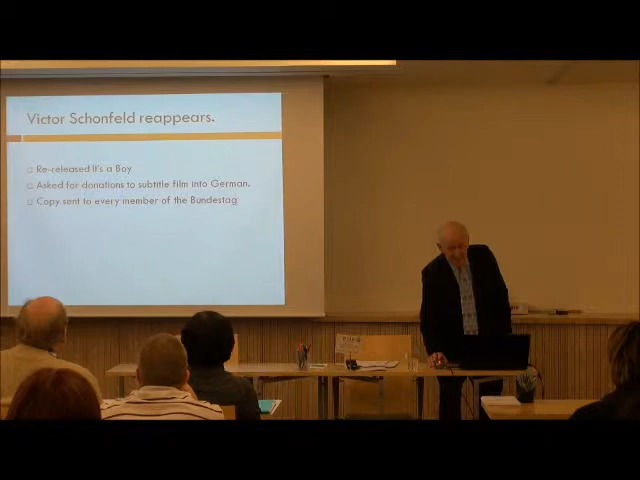 Victor Schonfeld reappears.
Re-released It's a Boy
Asked for donations to subtitle film into German.
Copy sent to every member of the Bundestag